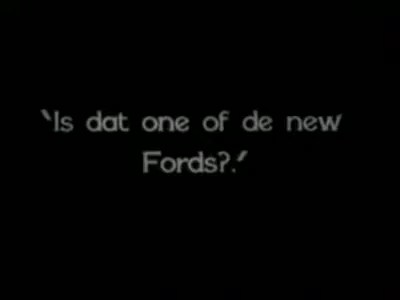 ‵Is dat one of de new
Fords?.′